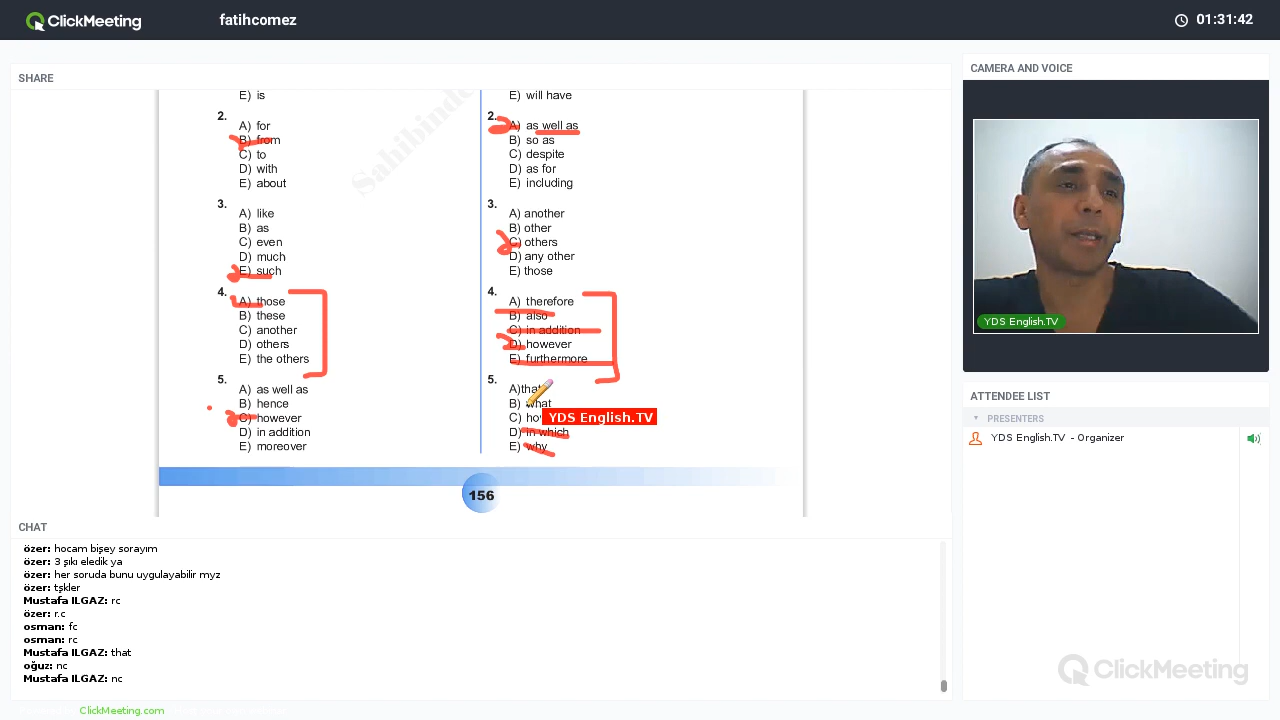 ClickMeeting
fatihcomez
01:31:42
SHARE
E) is
2.
A) for
B) from
C) to
D) with
E) about
3.
A) like
B) as
C) even
D) much
E) such
4.
A) those
B) these
C) another
D) others
E) the others
5.
A) as well as
B) hence
C) however
D) in addition
E) moreover
E) will have
2.
A) as well as
B) so as
C) despite
D) as for
E) including
3.
A) another
B) other
C) others
D) any other
E) those
4.
A) therefore
B) also
C) in addition
D) however
E) furthermore
5.
A)that
B) what
C)
D) in which
E) why
YDS English.TV
156
CAMERA AND VOICE
YDS English.TV
ATTENDEE LIST
PRESENTERS
YDS English.TV - Organizer
CHAT
özer: hocam bişey sorayım
özer: 3 şıkı eledik ya
özer: her soruda bunu uygulayabilir myz
özer: tşkler
Mustafa ILGAZ: rc
özer: r.c
osman: fc
osman: rc
Mustafa ILGAZ: that
oğuz: nc
Mustafa ILGAZ: nc
ClickMeeting
ClickMeeting.com